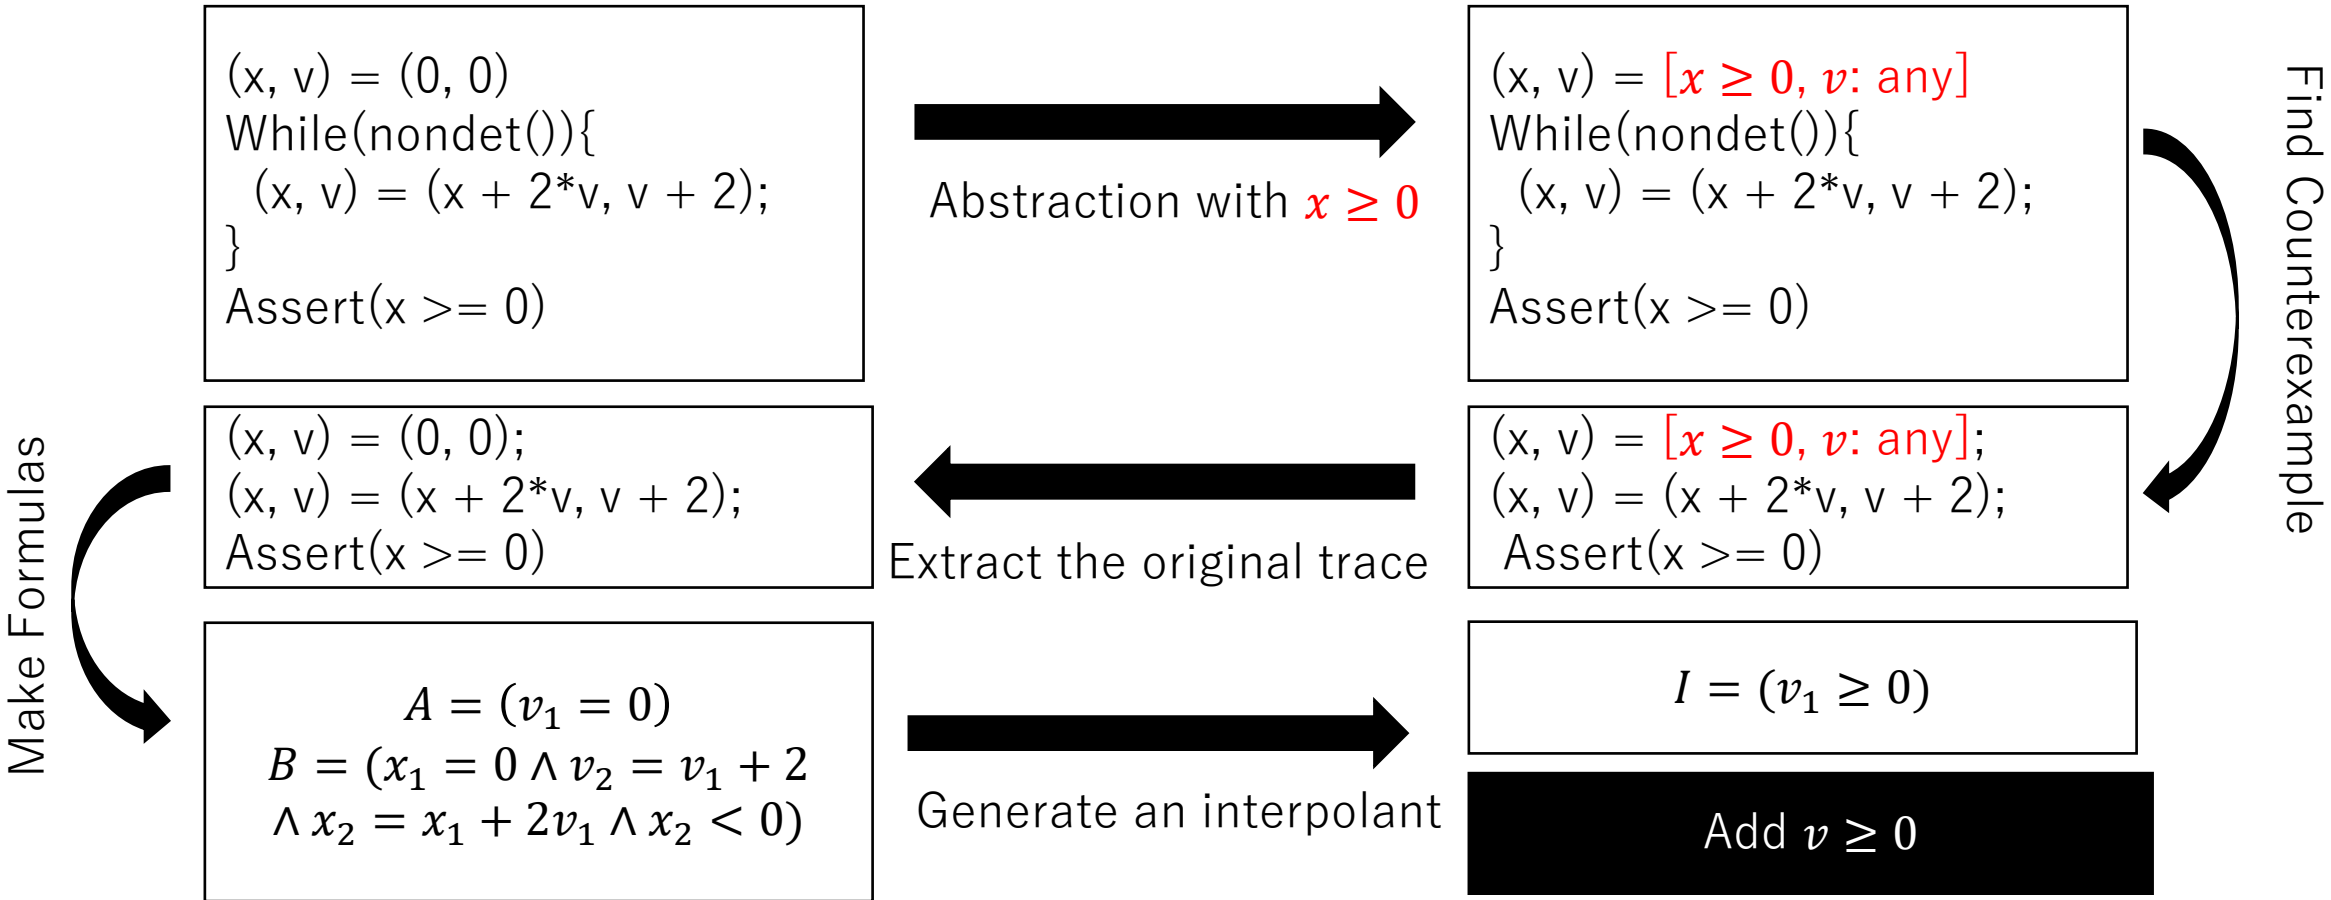 (x, v) = (0, 0)
While(nondet()){
(x, v) = (x + 2*v, v + 2);
}
Assert(x >= 0)
Abstraction with x ≥ 0
(x, v) = [x ≥ 0, v: any]
While(nondet()){
(x, v) = (x + 2*v, v + 2);
}
Assert(x >= 0)
Find Counterexample
(x, v) = [x ≥ 0, v: any];
(x, v) = (x + 2*v, v + 2);
Assert(x >= 0)
Extract the original trace
(x, v) = (0, 0);
(x, v) = (x + 2*v, v + 2);
Assert(x >= 0)
Make Formulas
A = (v₁ = 0)
B = (x₁ = 0 ∧ v₂ = v₁ + 2
∧ x₂ = x₁ + 2v₁ ∧ x₂ < 0)
Generate an interpolant
I = (v₁ ≥ 0)
Add v ≥ 0